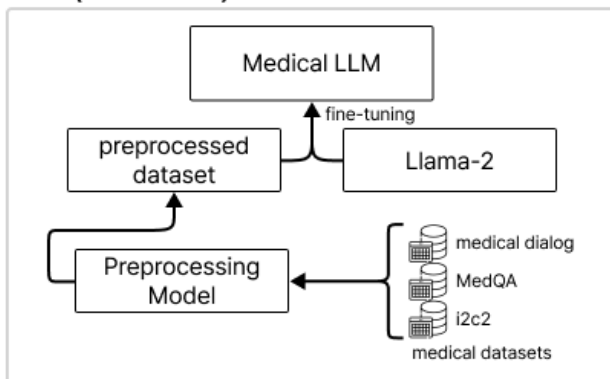 Medical LLM
fine-tuning
preprocessed
dataset
Llama-2
Preprocessing
Model
medical dialog
MedQA
i2c2
medical datasets